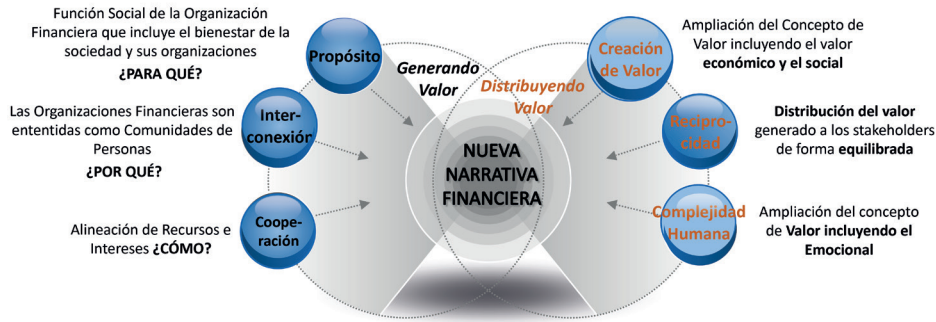 Función Social de la Organización
Financiera que incluye el bienestar de
la sociedad y sus organizaciones
¿PARA QUÉ?
Propósito
Las Organizaciones Financieras son
ententidas como Comunidades de
Personas
¿POR QUÉ?
Inter-
conexión
Alineación de Recursos e
Intereses ¿CÓMO?
Coope-
ración
Generando
Valor
Distribuyendo
Valor
NUEVA
NARRATIVA
FINANCIERA
Creación
de Valor
Ampliación del Concepto de
Valor incluyendo el valor
económico y el social
Recipro-
cidad
Distribución del valor
generado a los stakeholders
de forma equilibrada
Complejidad
Humana
Ampliación del concepto
de Valor incluyendo el
Emocional